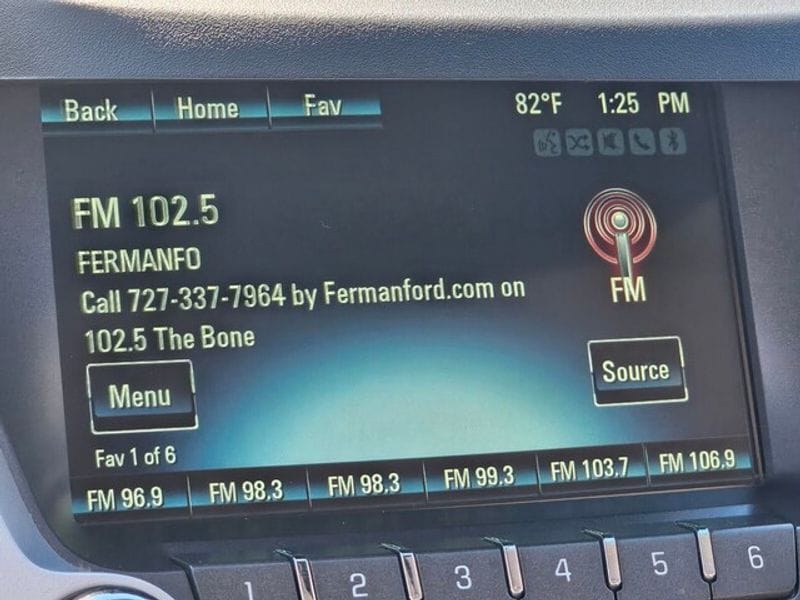 Back Home Fav 82°F 1:25 PM
FM 102.5
FERMANFO
Call 727-337-7964 by Fermanford.com on
102.5 The Bone
FM
Menu
Source
Fav 1 of 6
FM 96.9 FM 98.3 FM 98.3 FM 99.3 FM 103.7 FM 106.9
1 2 3 4 5 6